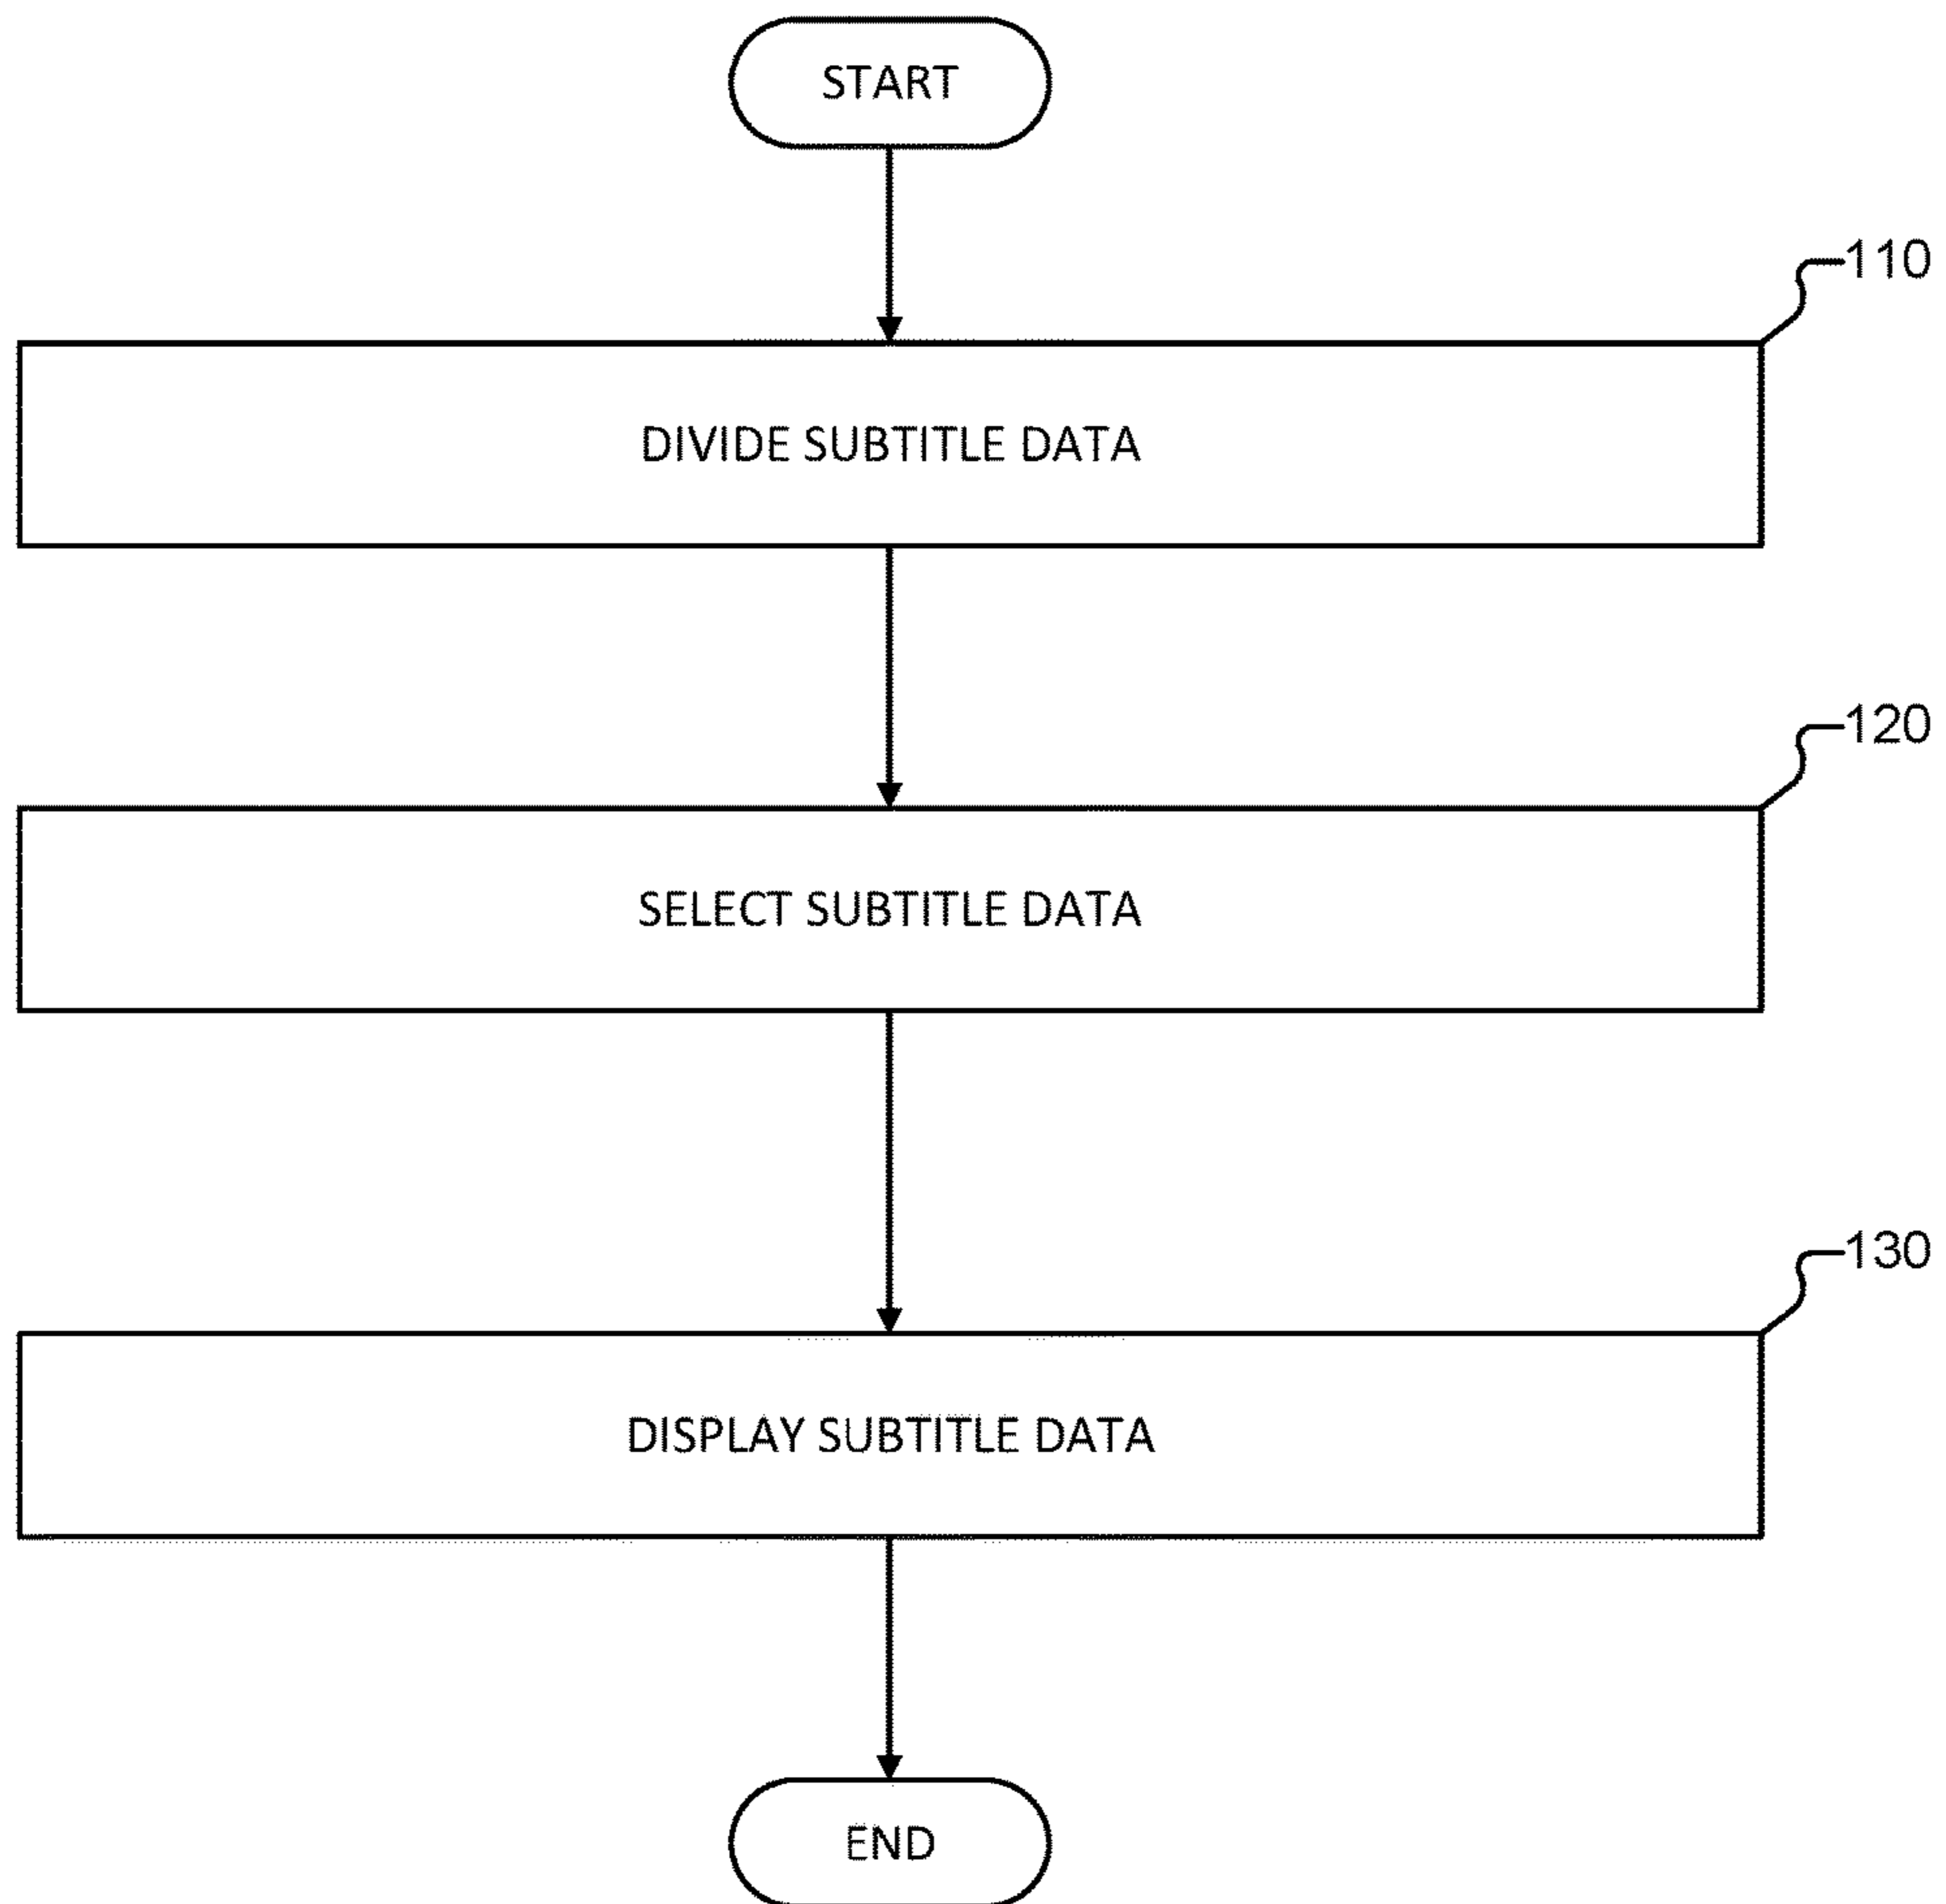 START
110
DIVIDE SUBTITLE DATA
120
SELECT SUBTITLE DATA
130
DISPLAY SUBTITLE DATA
END